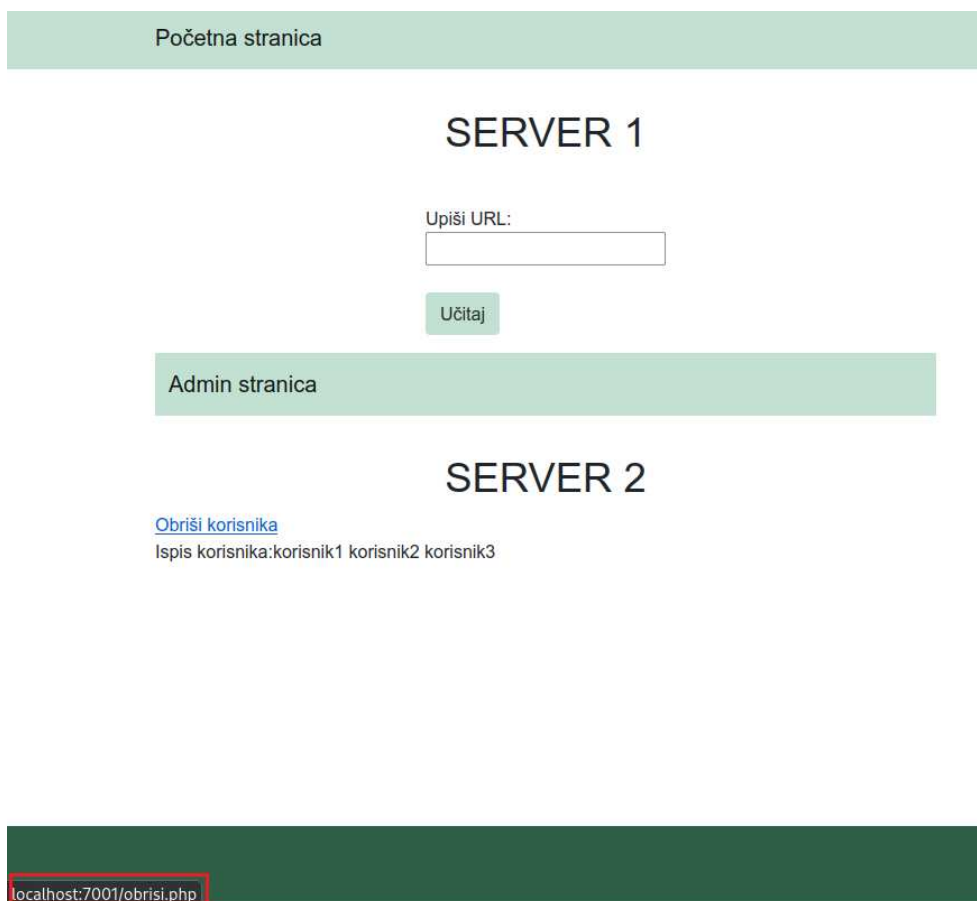 Početna stranica
SERVER 1
Upiši URL:
Učitaj
Admin stranica
SERVER 2
Obriši korisnika
Ispis korisnika:korisnik1 korisnik2 korisnik3
localhost:7001/obrisi.php